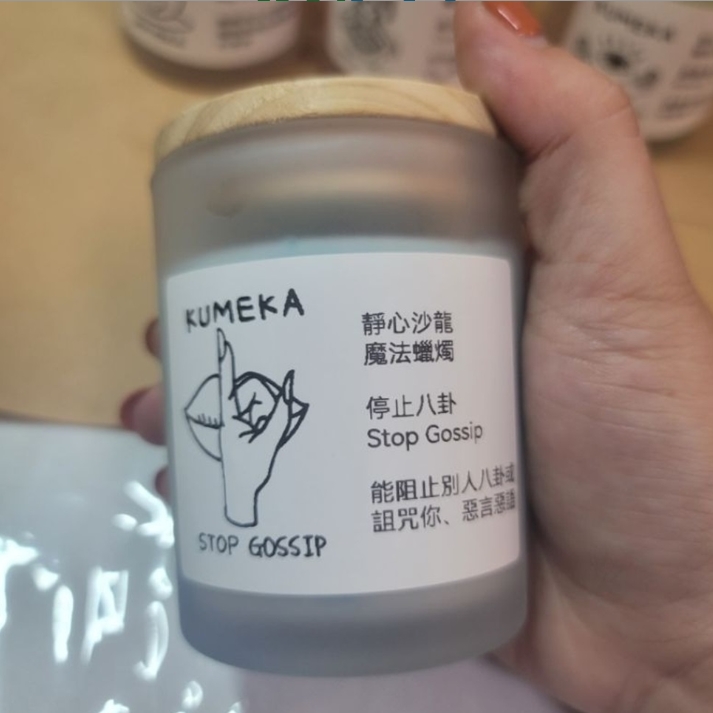 KUMEKA
STOP GOSSIP
靜心沙龍
魔法蠟燭
停止八卦
Stop Gossip
能阻止別人八卦或
詛咒你、惡言惡語
KUMEKA